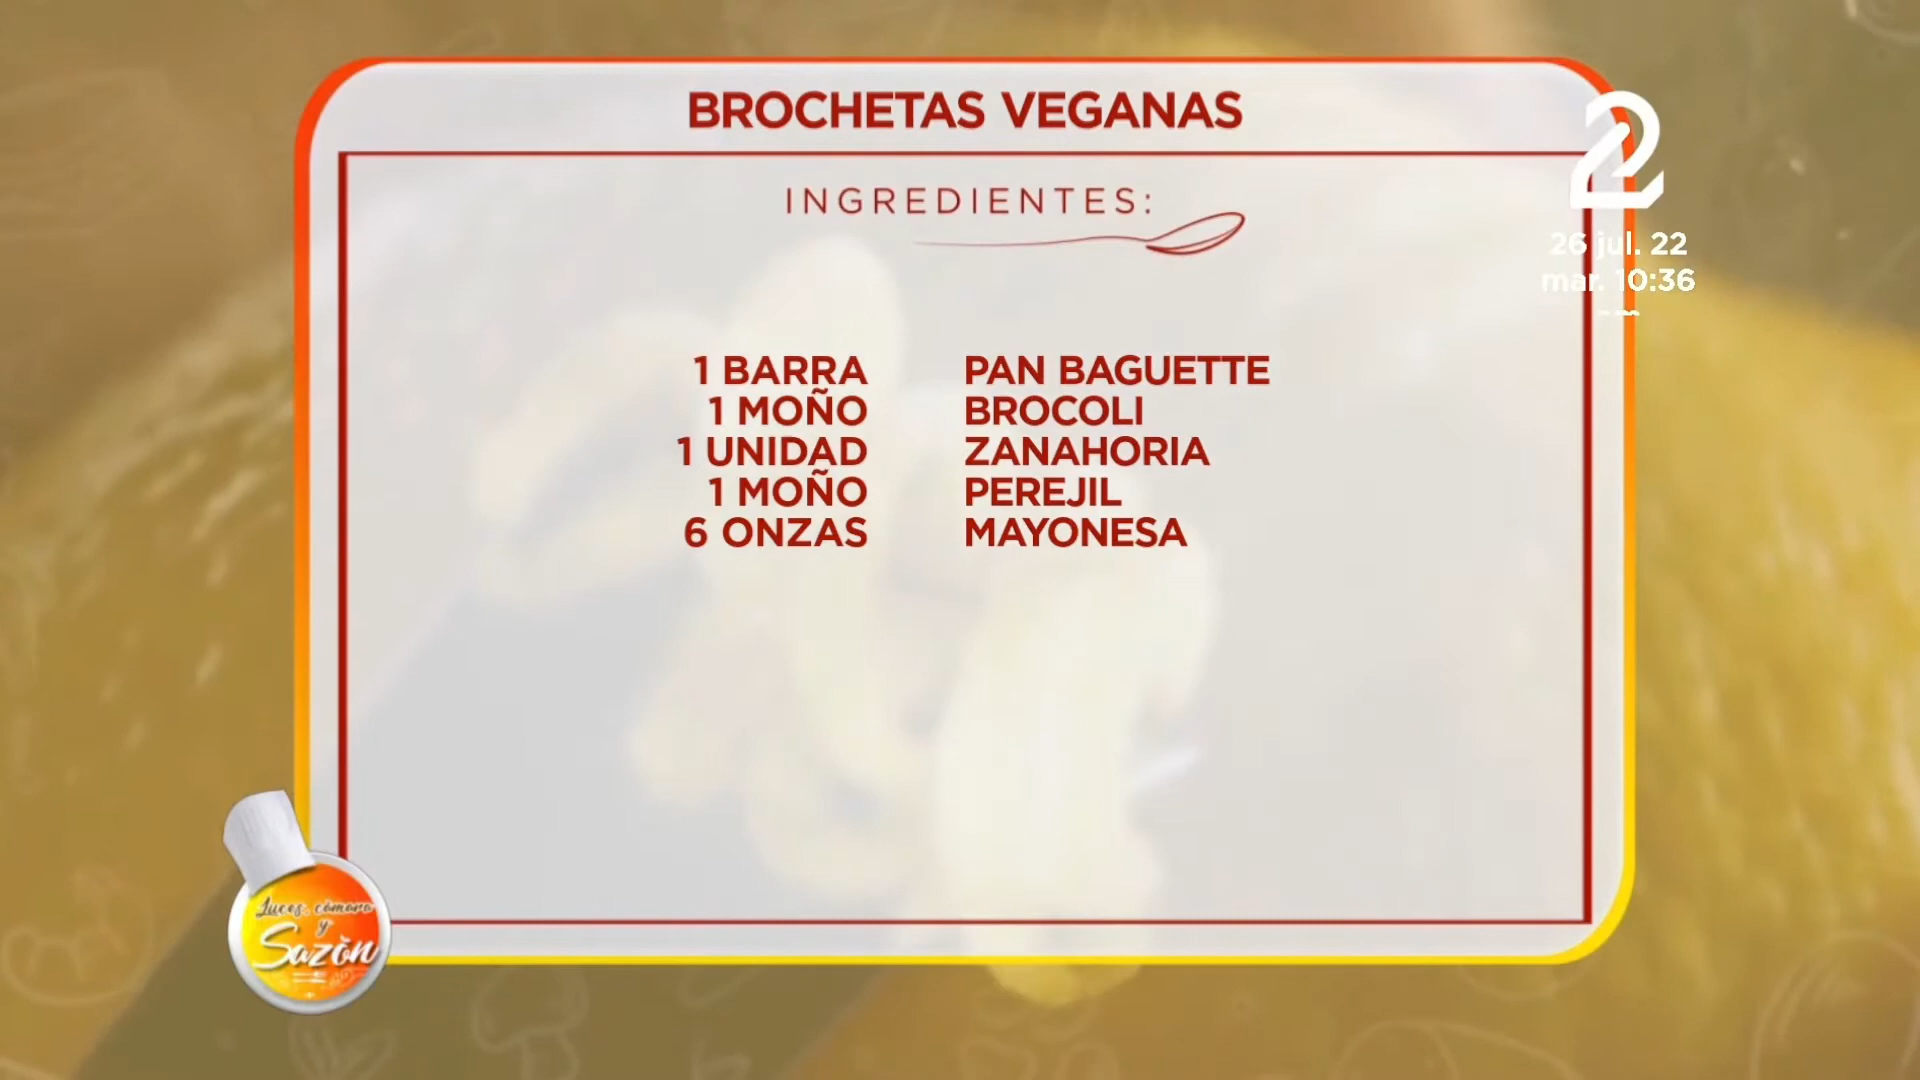 BROCHETAS VEGANAS
INGREDIENTES:
2
26 jul. 22
mar. 10:36
1 BARRA PAN BAGUETTE
1 MOÑO BROCOLI
1 UNIDAD ZANAHORIA
1 MOÑO PEREJIL
6 ONZAS MAYONESA
Luces, cámara
y
Sazòn